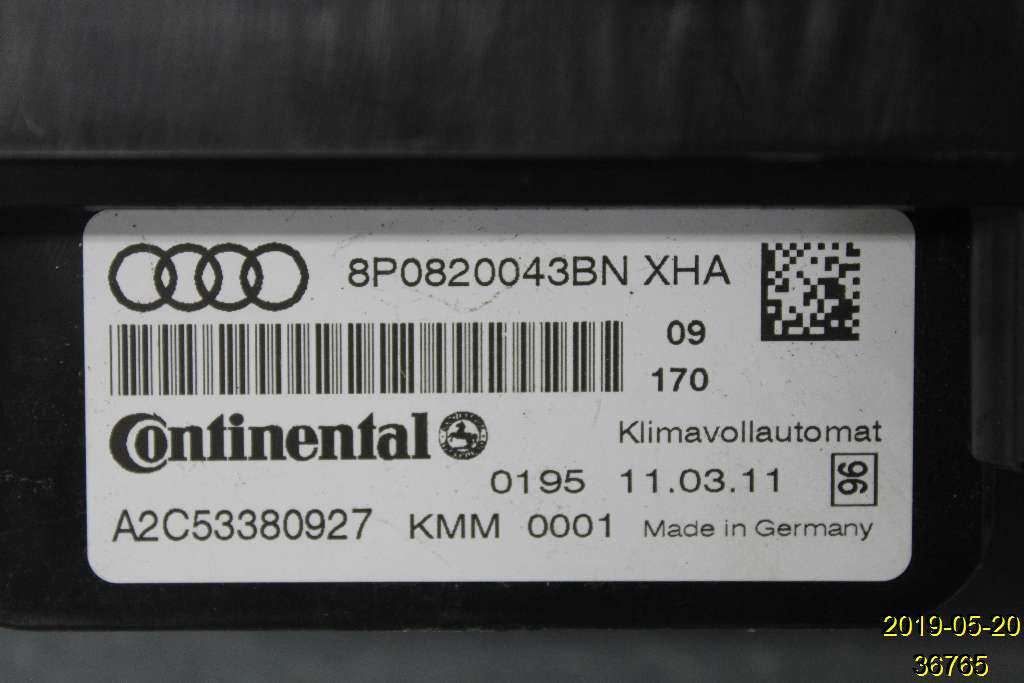 8P0820043BN XHA
09
170
Continental
Klimavollautomat
0195 11.03.11
96
A2C53380927 KMM 0001 Made in Germany
2019-05-20
36765